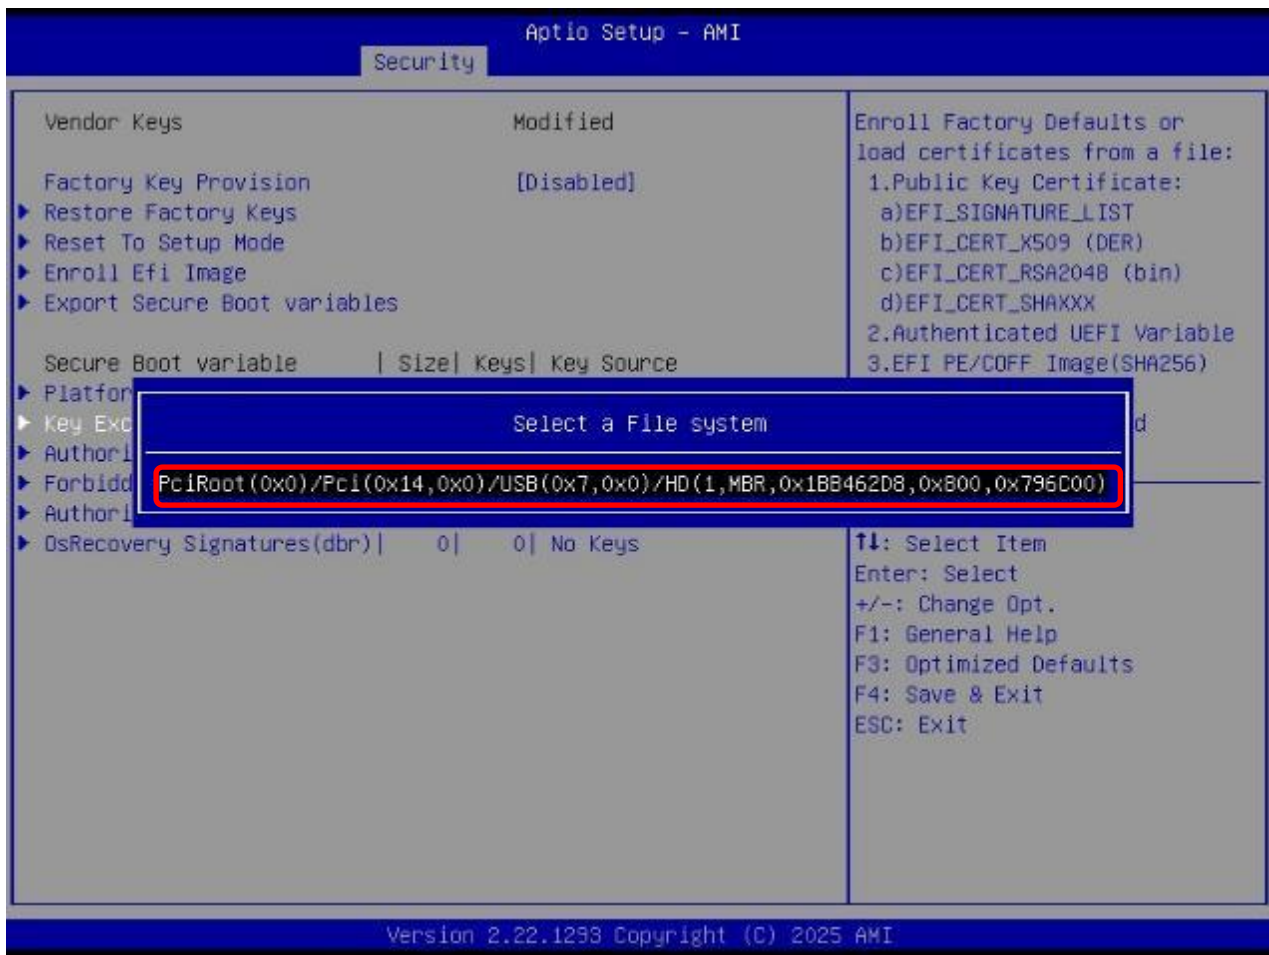 Aptio Setup - AMI
Security
Vendor Keys Modified
Factory Key Provision [Disabled]
Restore Factory Keys
Reset To Setup Mode
Enroll Efi Image
Export Secure Boot variables
Secure Boot variable | Size| Keys| Key Source
Platfor
Key Exc
Authori
Forbidd
Authori
OsRecovery Signatures(dbr)| 0| 0| No Keys
Select a File system
PciRoot(0x0)/Pci(0x14,0x0)/USB(0x7,0x0)/HD(1,MBR,0x1BB462D8,0x800,0x796C00)
Enroll Factory Defaults or
load certificates from a file:
1.Public Key Certificate:
a)EFI_SIGNATURE_LIST
b)EFI_CERT_X509 (DER)
c)EFI_CERT_RSA2048 (bin)
d)EFI_CERT_SHAXXX
2.Authenticated UEFI Variable
3.EFI PE/COFF Image(SHA256)
d
↑↓: Select Item
Enter: Select
+/-: Change Opt.
F1: General Help
F3: Optimized Defaults
F4: Save & Exit
ESC: Exit
Version 2.22.1293 Copyright (C) 2025 AMI